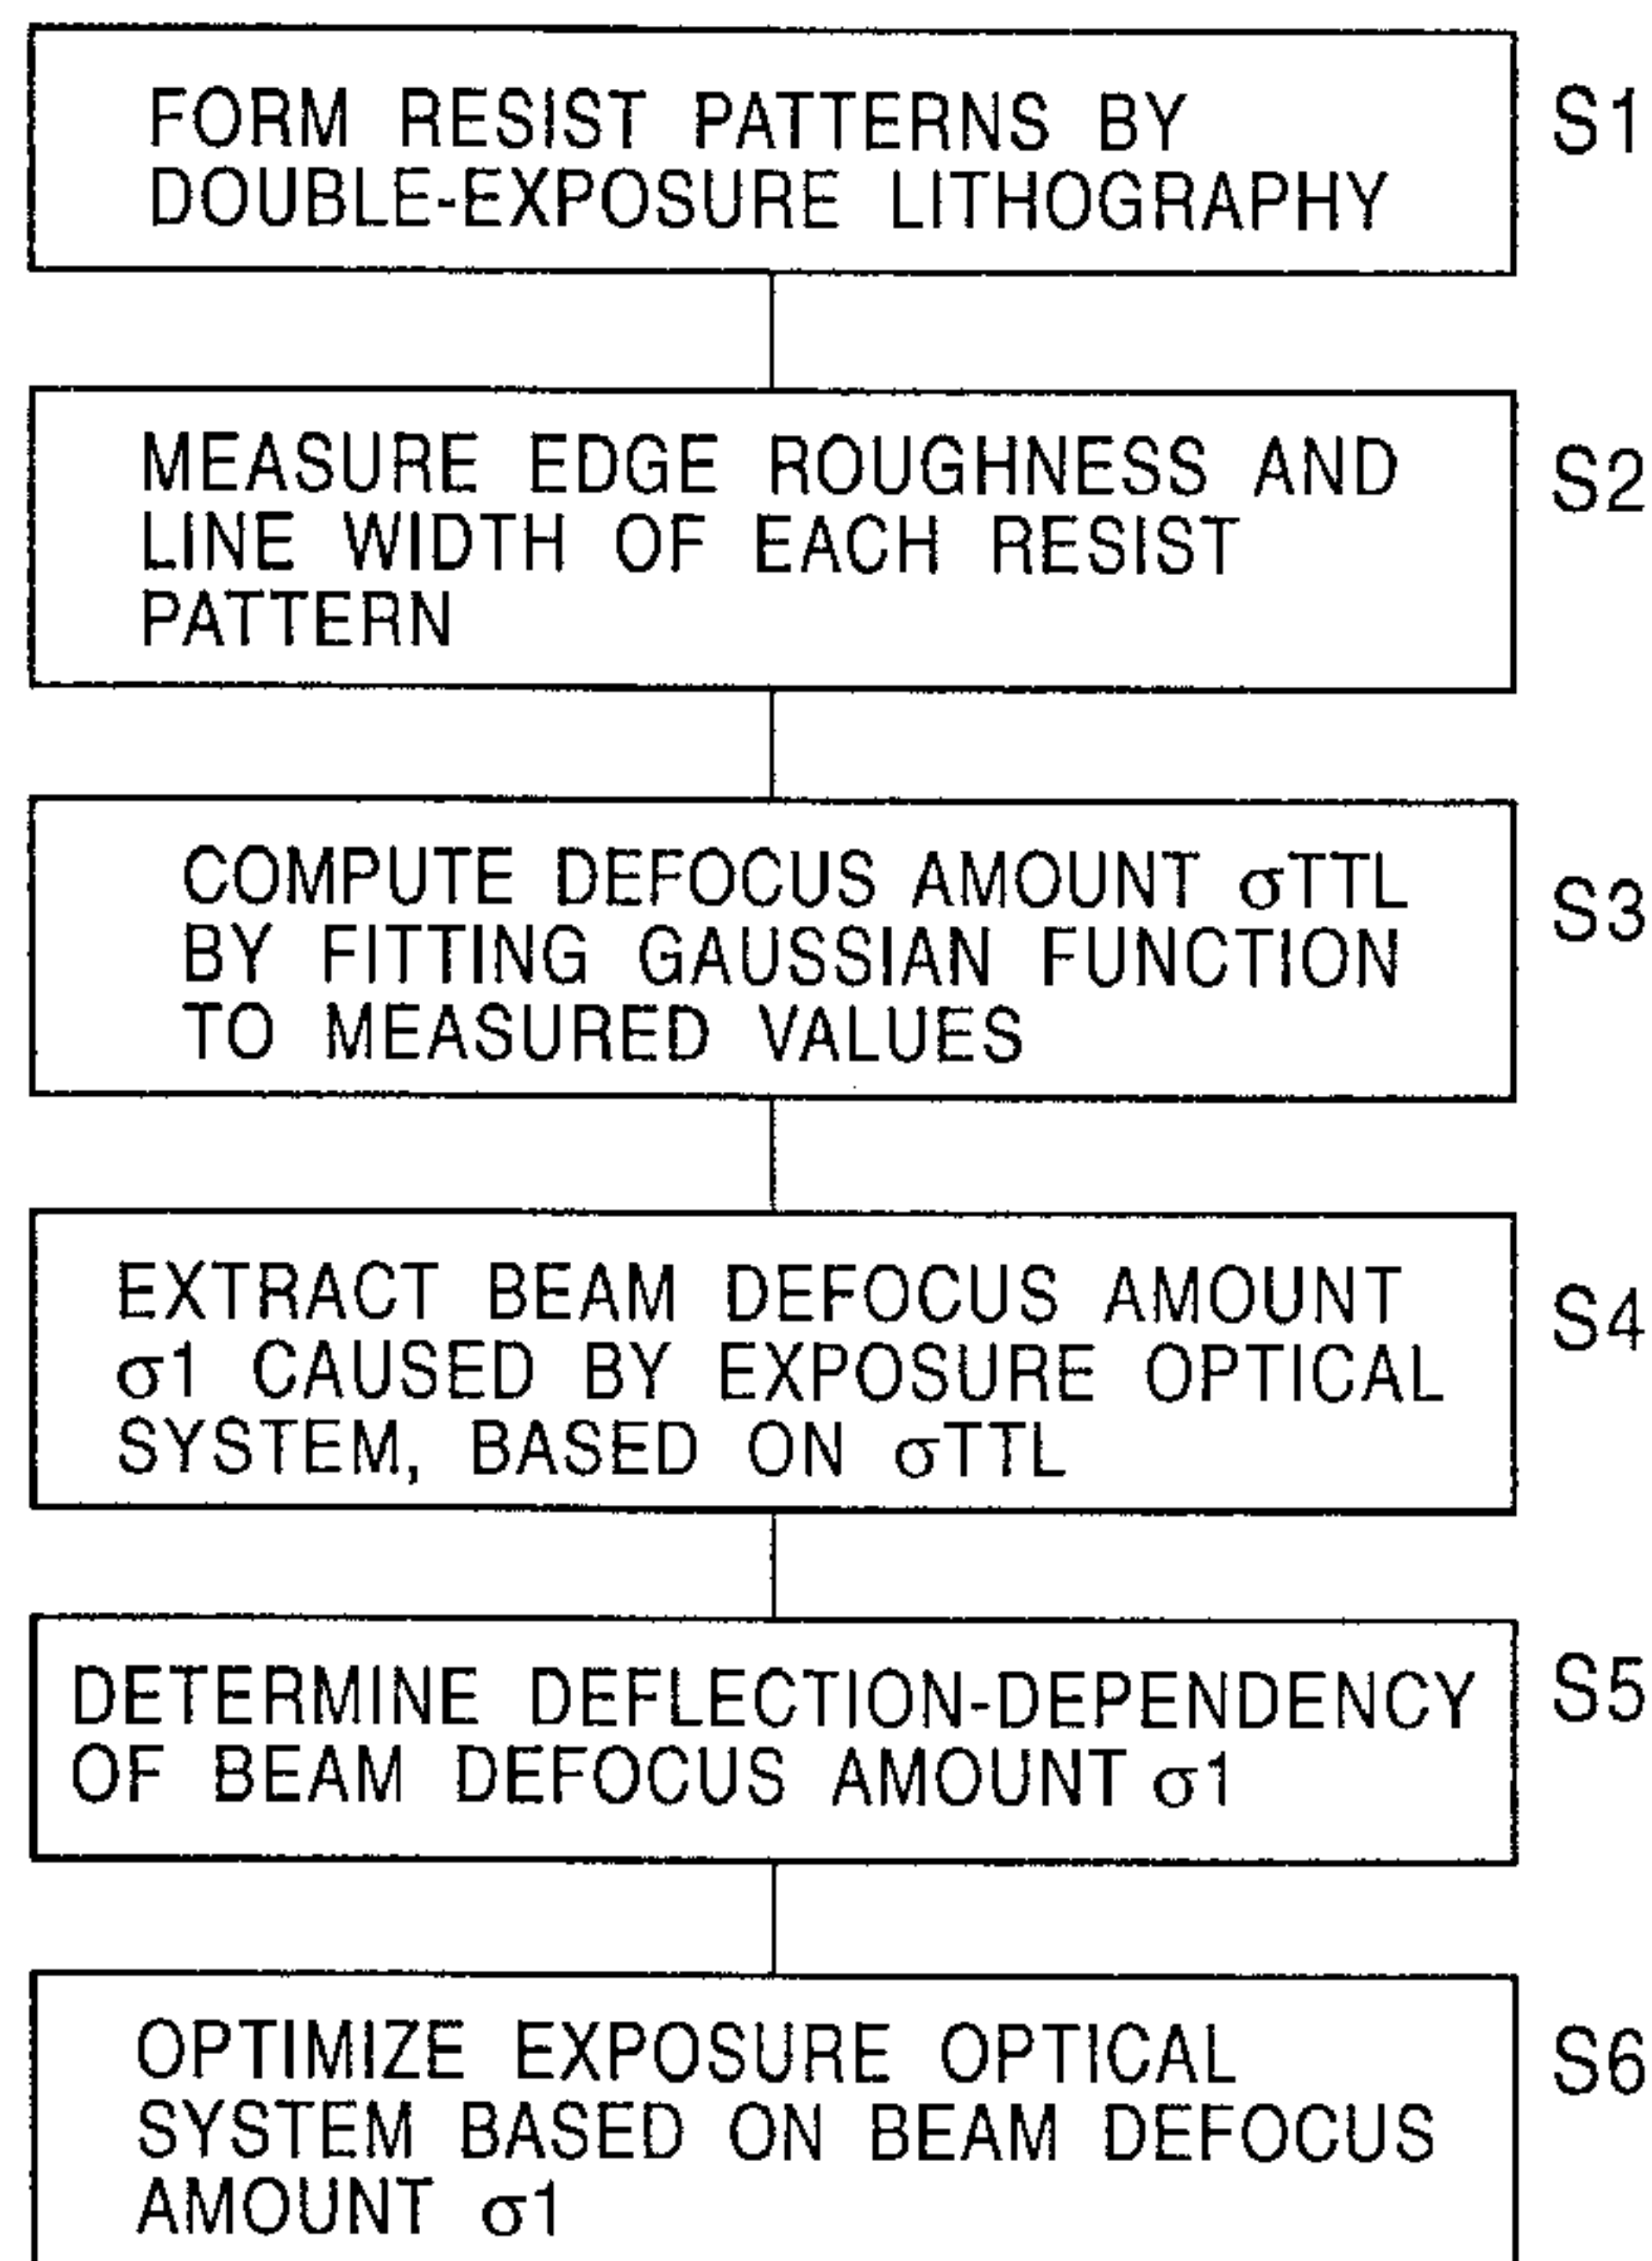 FORM RESIST PATTERNS BY
DOUBLE-EXPOSURE LITHOGRAPHY
S1
MEASURE EDGE ROUGHNESS AND
LINE WIDTH OF EACH RESIST
PATTERN
S2
COMPUTE DEFOCUS AMOUNT σTTL
BY FITTING GAUSSIAN FUNCTION
TO MEASURED VALUES
S3
EXTRACT BEAM DEFOCUS AMOUNT
σ1 CAUSED BY EXPOSURE OPTICAL
SYSTEM, BASED ON σTTL
S4
DETERMINE DEFLECTION-DEPENDENCY
OF BEAM DEFOCUS AMOUNT σ1
S5
OPTIMIZE EXPOSURE OPTICAL
SYSTEM BASED ON BEAM DEFOCUS
AMOUNT σ1
S6